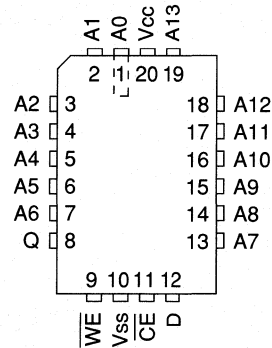 A1 A0 Vcc A13
2 1 20 19
A2 3 18 A12
A3 4 17 A11
A4 5 16 A10
A5 6 15 A9
A6 7 14 A8
Q 8 13 A7
9 10 11 12
WE Vss CE D